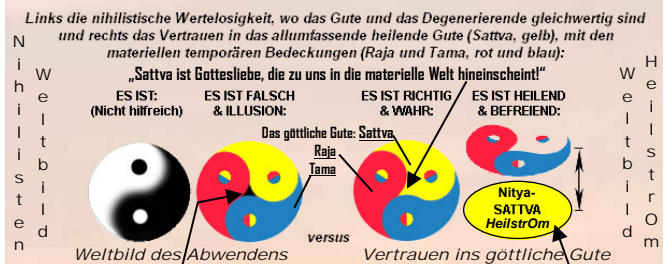 Links die nihilistische Wertelosigkeit, wo das Gute und das Degenerierende gleichwertig sind
und rechts das Vertrauen in das allumfassende heilende Gute (Sattva, gelb), mit den
materiellen temporären Bedeckungen (Raja und Tama, rot und blau):
„Sattva ist Gottesliebe, die zu uns in die materielle Welt hineinscheint!“
Nihilisten
Weltbild
ES IST:
(Nicht hilfreich)
ES IST FALSCH
& ILLUSION:
ES IST RICHTIG
& WAHR:
ES IST HEILEND
& BEFREIEND:
Das göttliche Gute: Sattva
Raja
Tama
Nitya-
SATTVA
HeilstrOm
versus
Weltbild des Abwendens
Vertrauen ins göttliche Gute
Weltbild
HeilstrOm